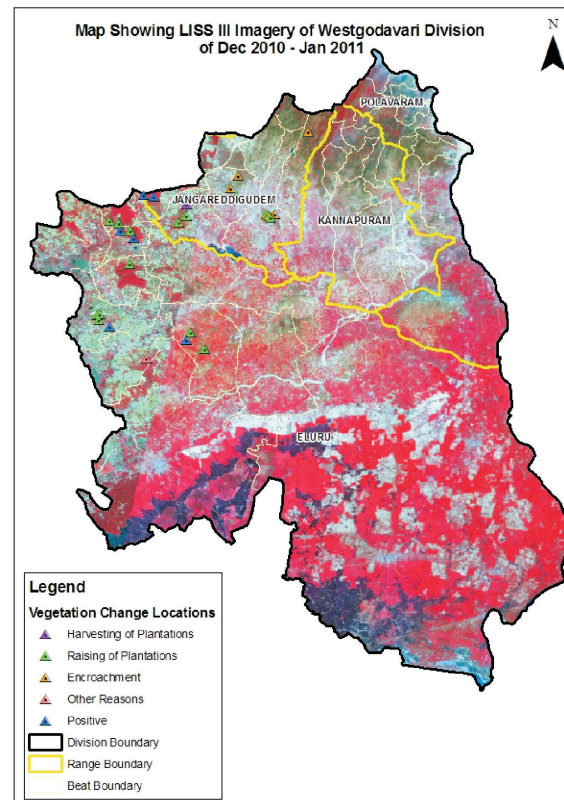 Map Showing LISS III Imagery of Westgodavari Division
of Dec 2010 - Jan 2011
N
POLAVARAM
JANGAREDDIGUDEM
KANNAPURAM
ELURU
Legend
Vegetation Change Locations
Harvesting of Plantations
Raising of Plantations
Encroachment
Other Reasons
Positive
Division Boundary
Range Boundary
Beat Boundary